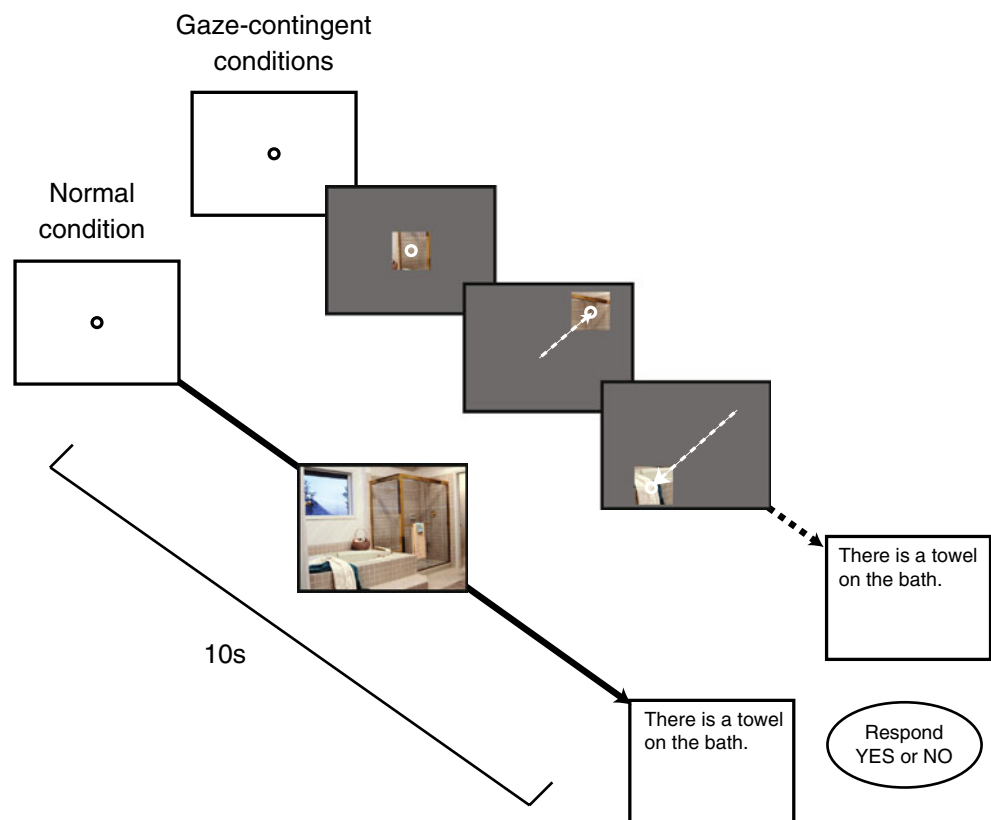 Gaze-contingent
conditions
Normal
condition
There is a towel
on the bath.
10s
There is a towel
on the bath.
Respond
YES or NO